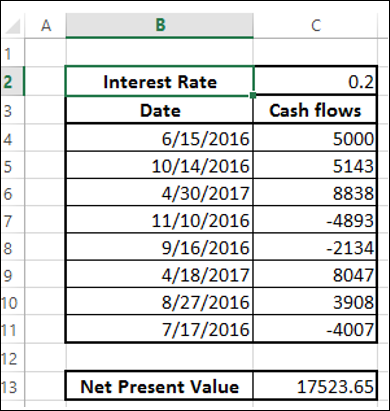 A B C
1
2 Interest Rate 0.2
3 Date Cash flows
4 6/15/2016 5000
5 10/14/2016 5143
6 4/30/2017 8838
7 11/10/2016 -4893
8 9/16/2016 -2134
9 4/18/2017 8047
10 8/27/2016 3908
11 7/17/2016 -4007
12
13 Net Present Value 17523.65